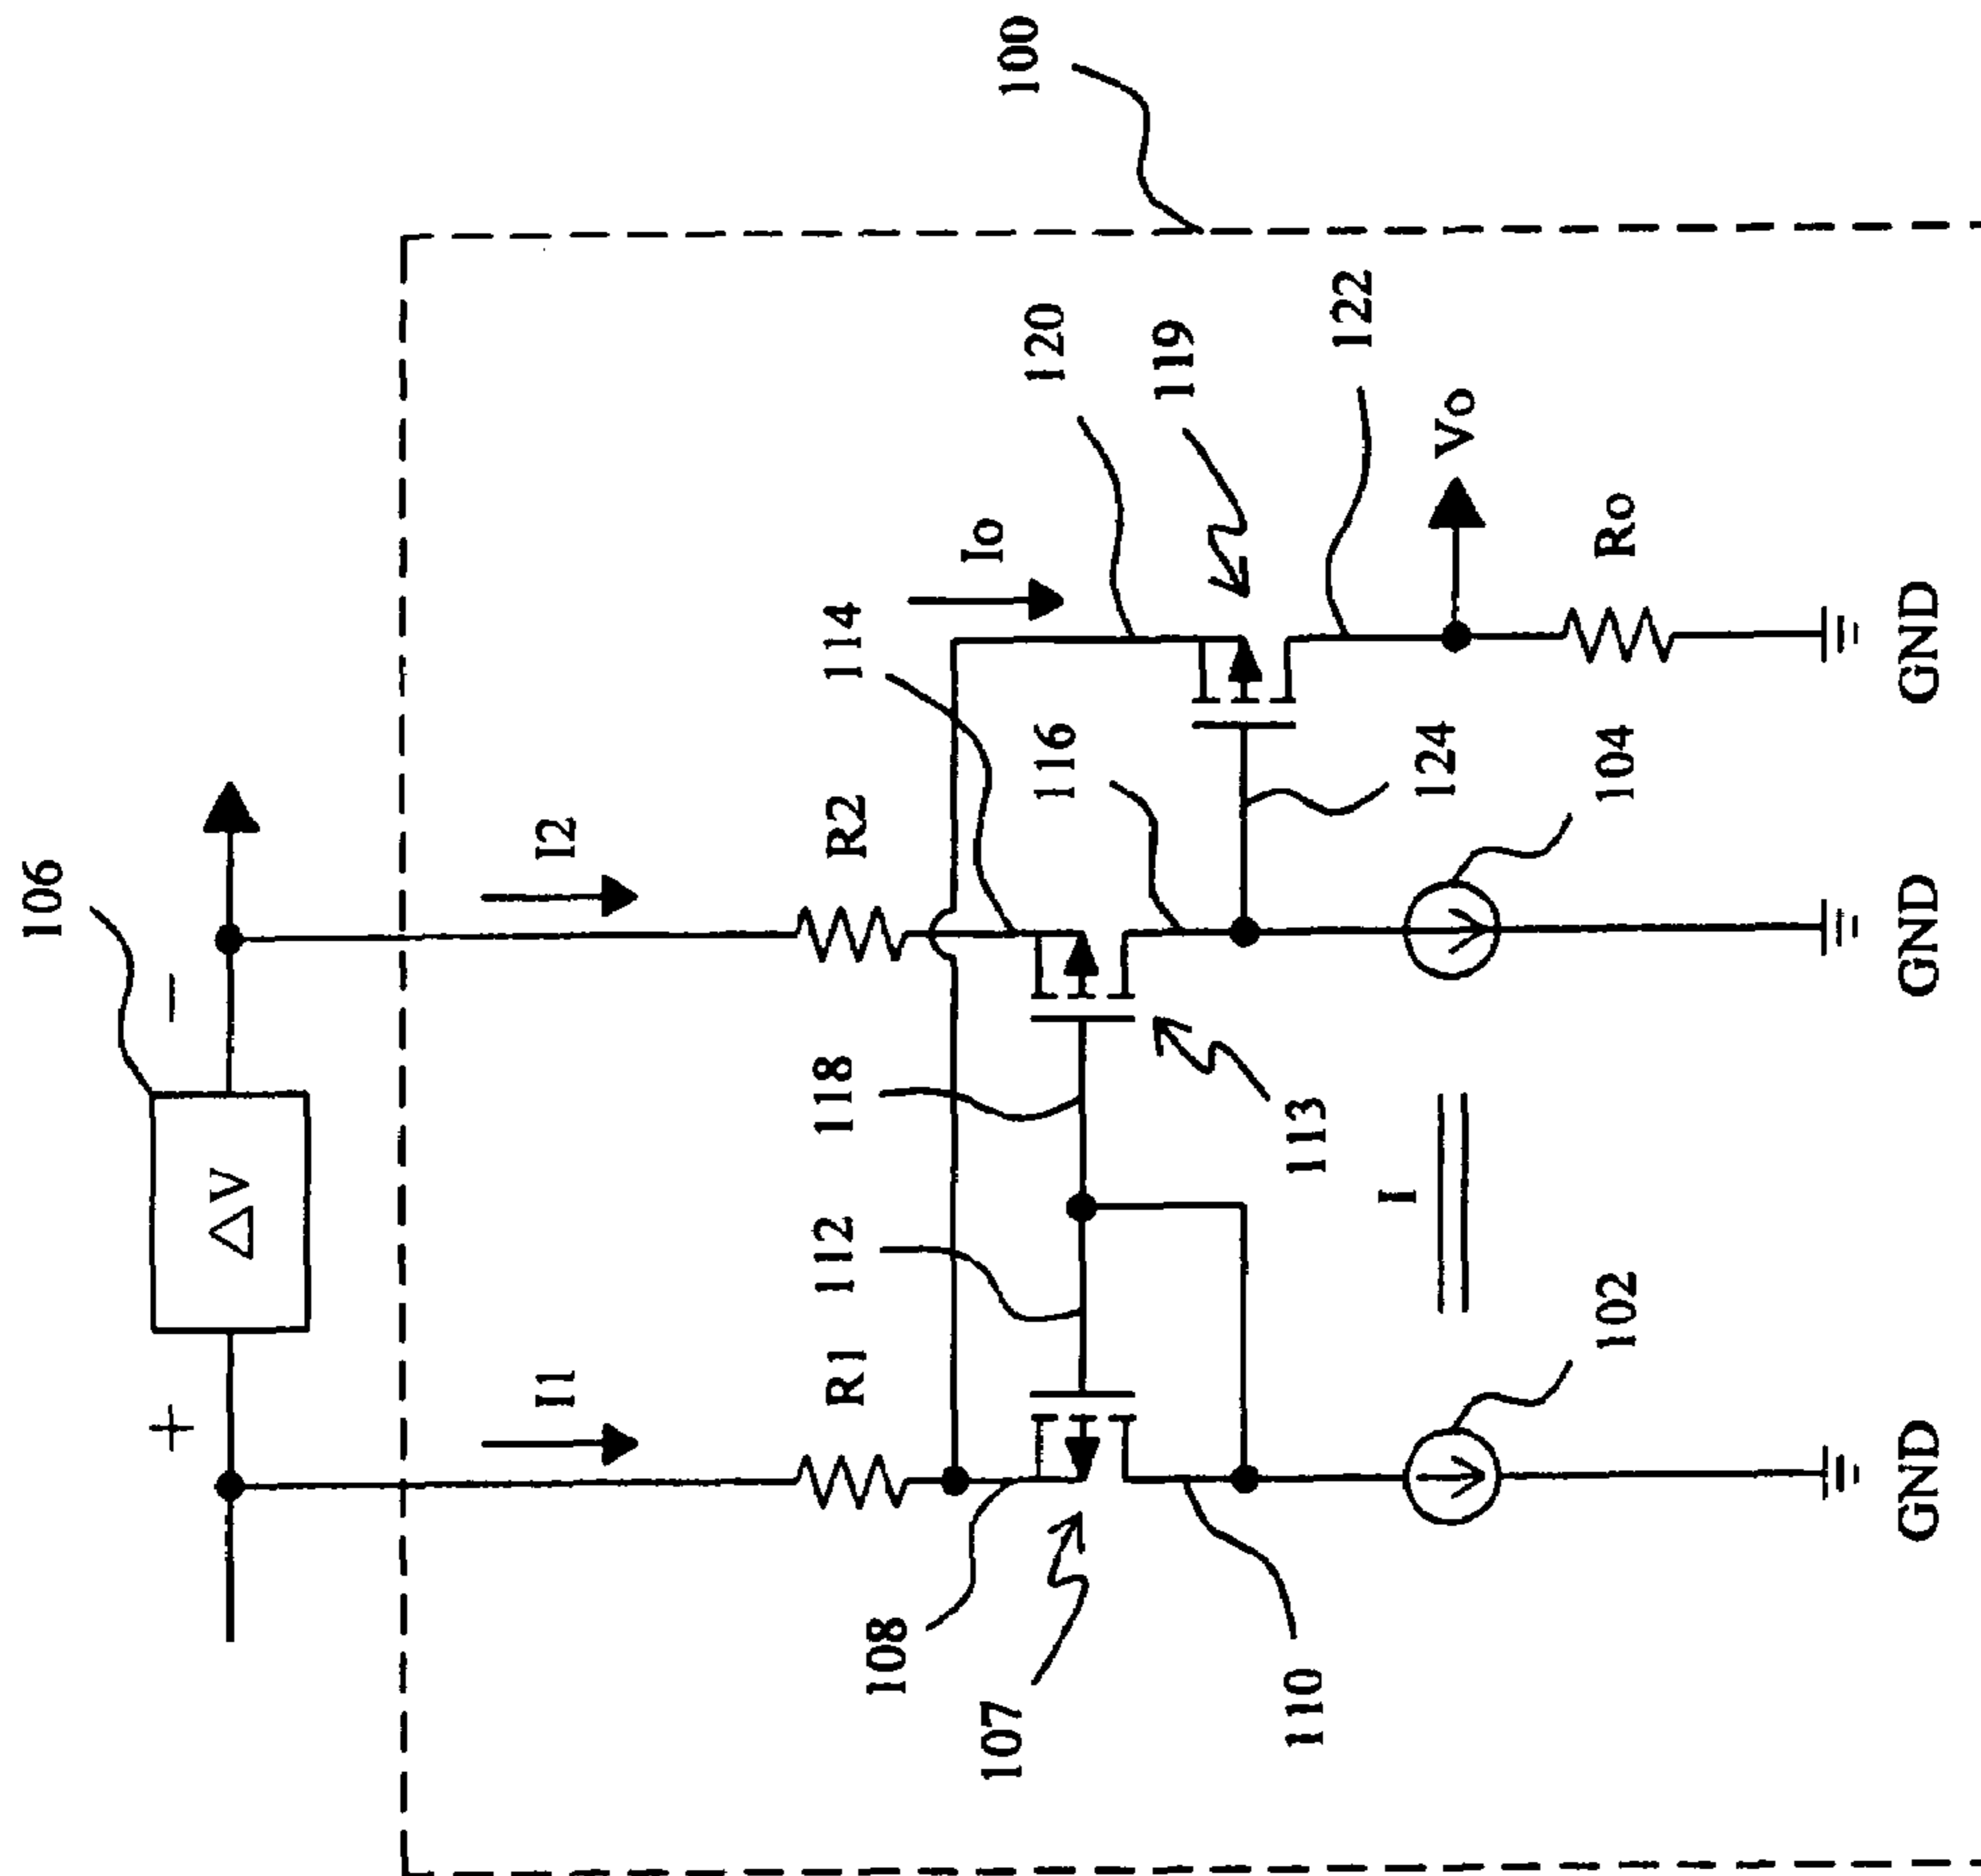 106
+ −
ΔV
100
I1 I2
R1 112 118 R2 114
108
Io
107
116 120
119
110 113
122
I
124
Vo
102 104 Ro
GND GND GND